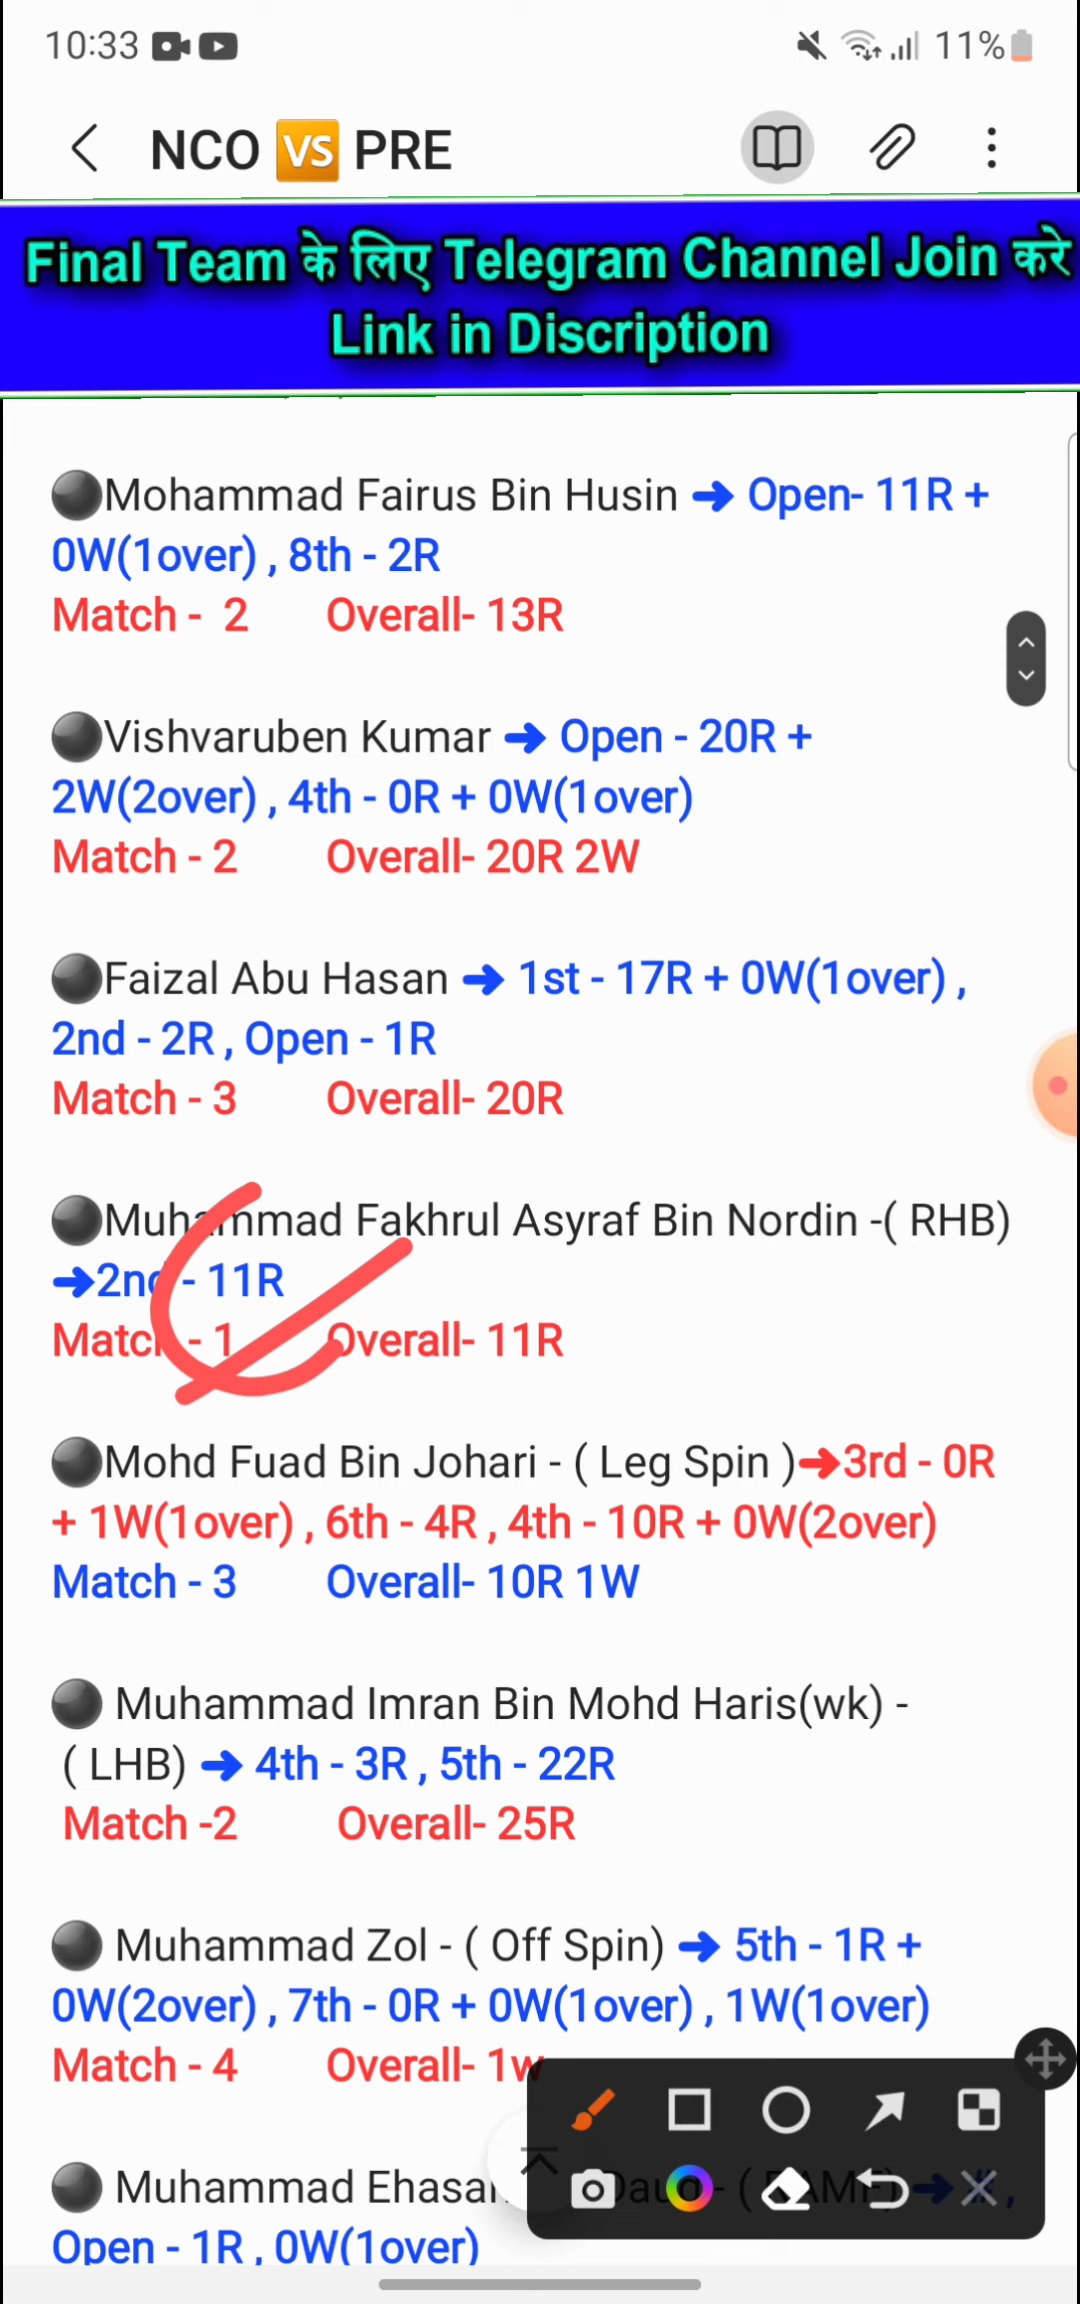 10:33 11%
NCO VS PRE
Final Team के लिए Telegram Channel Join करे
Link in Discription
Mohammad Fairus Bin Husin ➔ Open- 11R +
0W(1over) , 8th - 2R
Match - 2 Overall- 13R
Vishvaruben Kumar ➔ Open - 20R +
2W(2over) , 4th - 0R + 0W(1over)
Match - 2 Overall- 20R 2W
Faizal Abu Hasan ➔ 1st - 17R + 0W(1over) ,
2nd - 2R , Open - 1R
Match - 3 Overall- 20R
Muhammad Fakhrul Asyraf Bin Nordin -( RHB)
➔2nd - 11R
Match - 1 Overall- 11R
Mohd Fuad Bin Johari - ( Leg Spin )➔3rd - 0R
+ 1W(1over) , 6th - 4R , 4th - 10R + 0W(2over)
Match - 3 Overall- 10R 1W
Muhammad Imran Bin Mohd Haris(wk) -
( LHB) ➔ 4th - 3R , 5th - 22R
Match -2 Overall- 25R
Muhammad Zol - ( Off Spin) ➔ 5th - 1R +
0W(2over) , 7th - 0R + 0W(1over) , 1W(1over)
Match - 4 Overall- 1w
Muhammad
Open - 1R , 0W(1over)